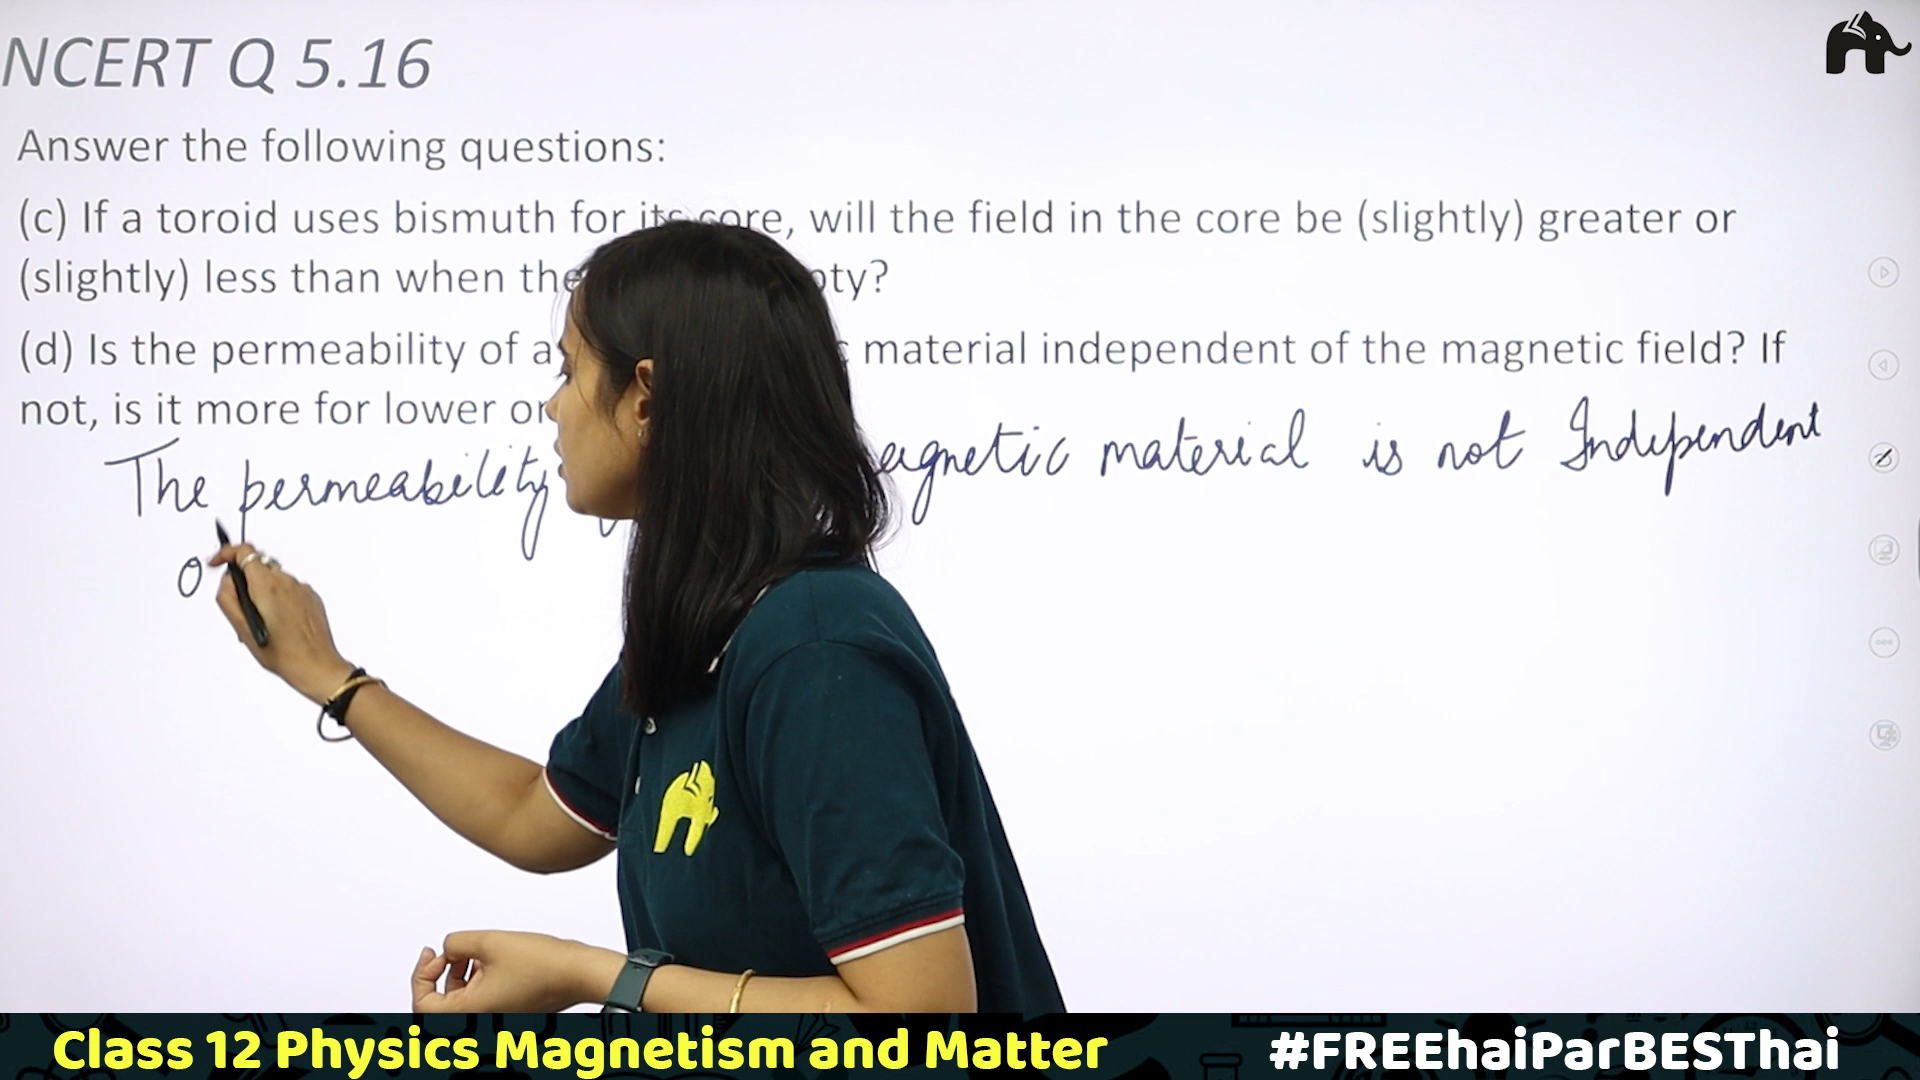 NCERT Q 5.16
Answer the following questions:
(c) If a toroid uses bismuth for its core, will the field in the core be (slightly) greater or
(slightly) less than when the
(d) Is the permeability of a material independent of the magnetic field? If
not, is it more for lower or
The permeability magnetic material is not Independent
o
Class 12 Physics Magnetism and Matter
#FREEhaiParBESThai